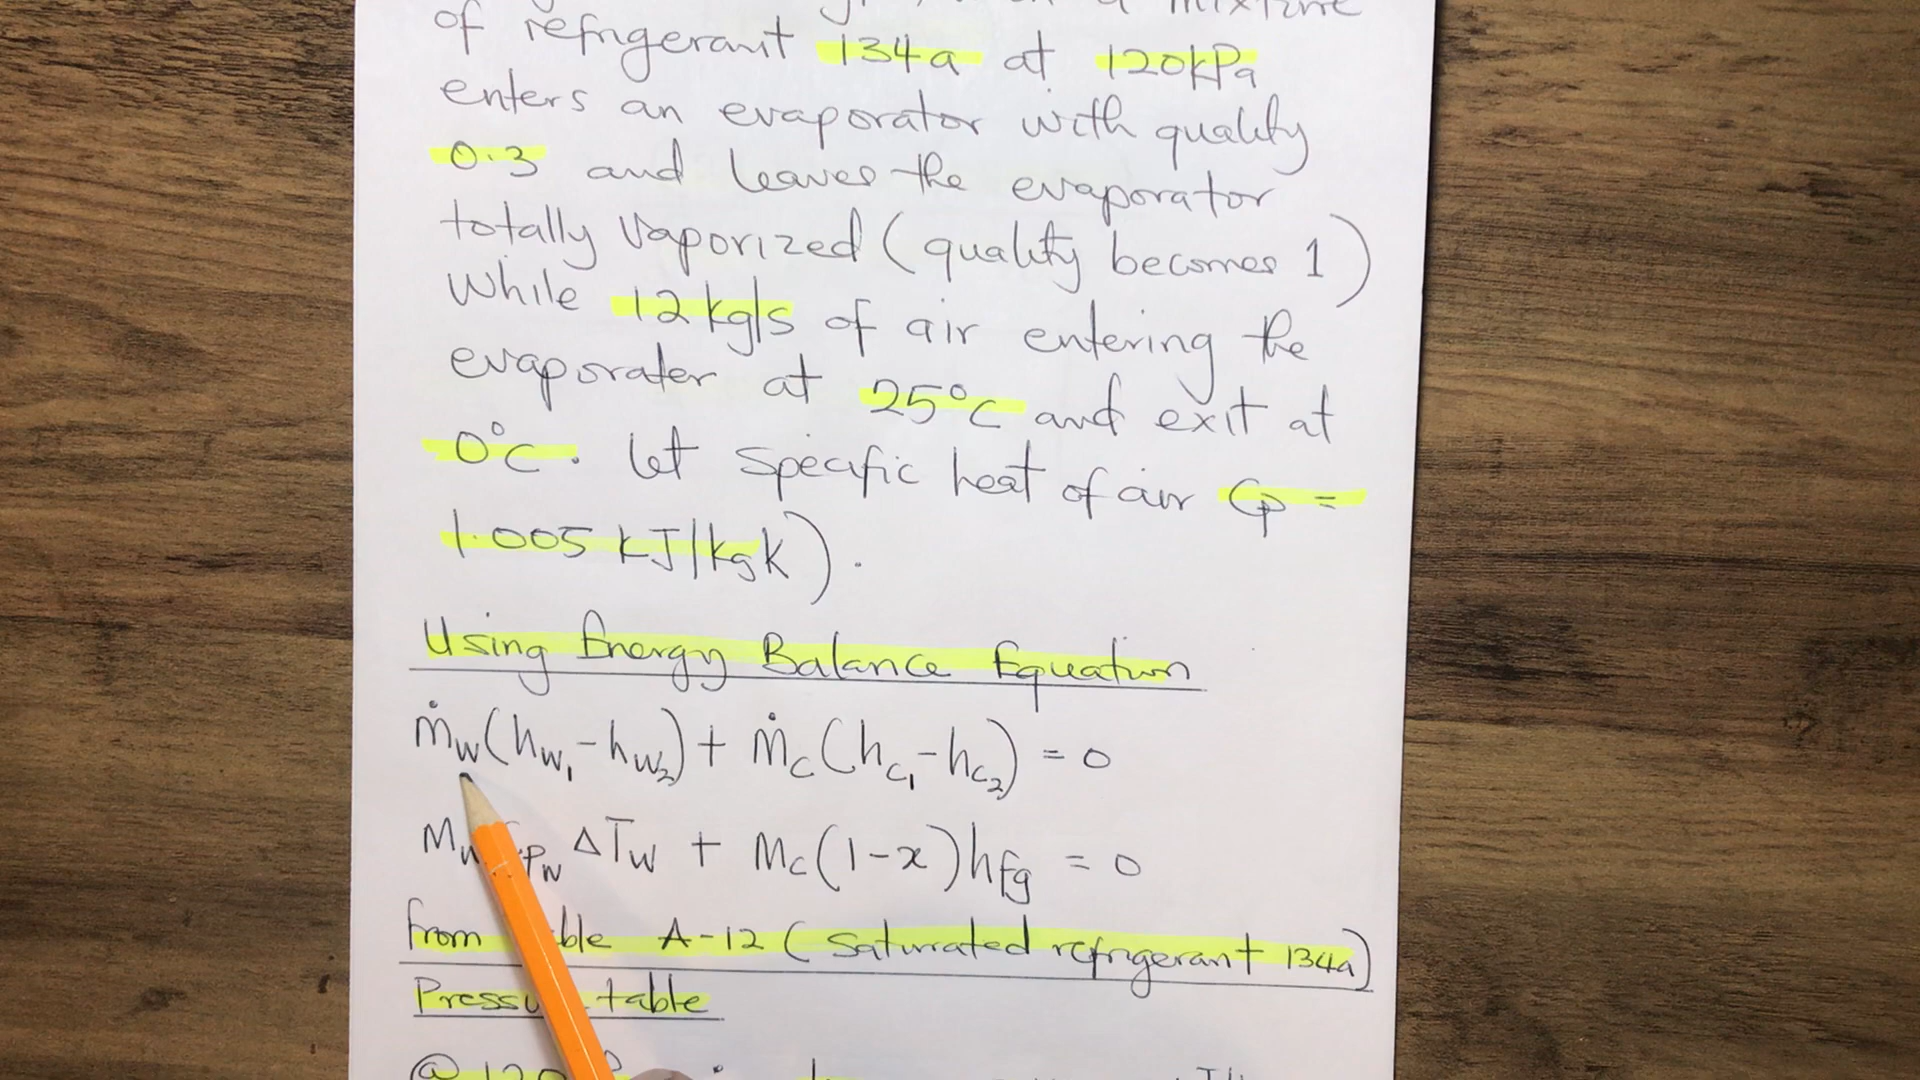 a mixture
of refrigerant 134a at 120kPa
enters an evaporator with quality
0.3 and leaves the evaporator
totally vaporized (quality becomes 1)
While 12 kg/s of air entering the
evaporater at 25°C and exit at
0°C. Let specific heat of air Cp =
1.005 kJ/kgK).
Using Energy Balance Equation
ṁw(hw₁-hw₂) + ṁc(hc₁-hc₂) = 0
ΔTw + mc(1-x)hfg = 0
from A-12 (Saturated refrigerant 134a)
table